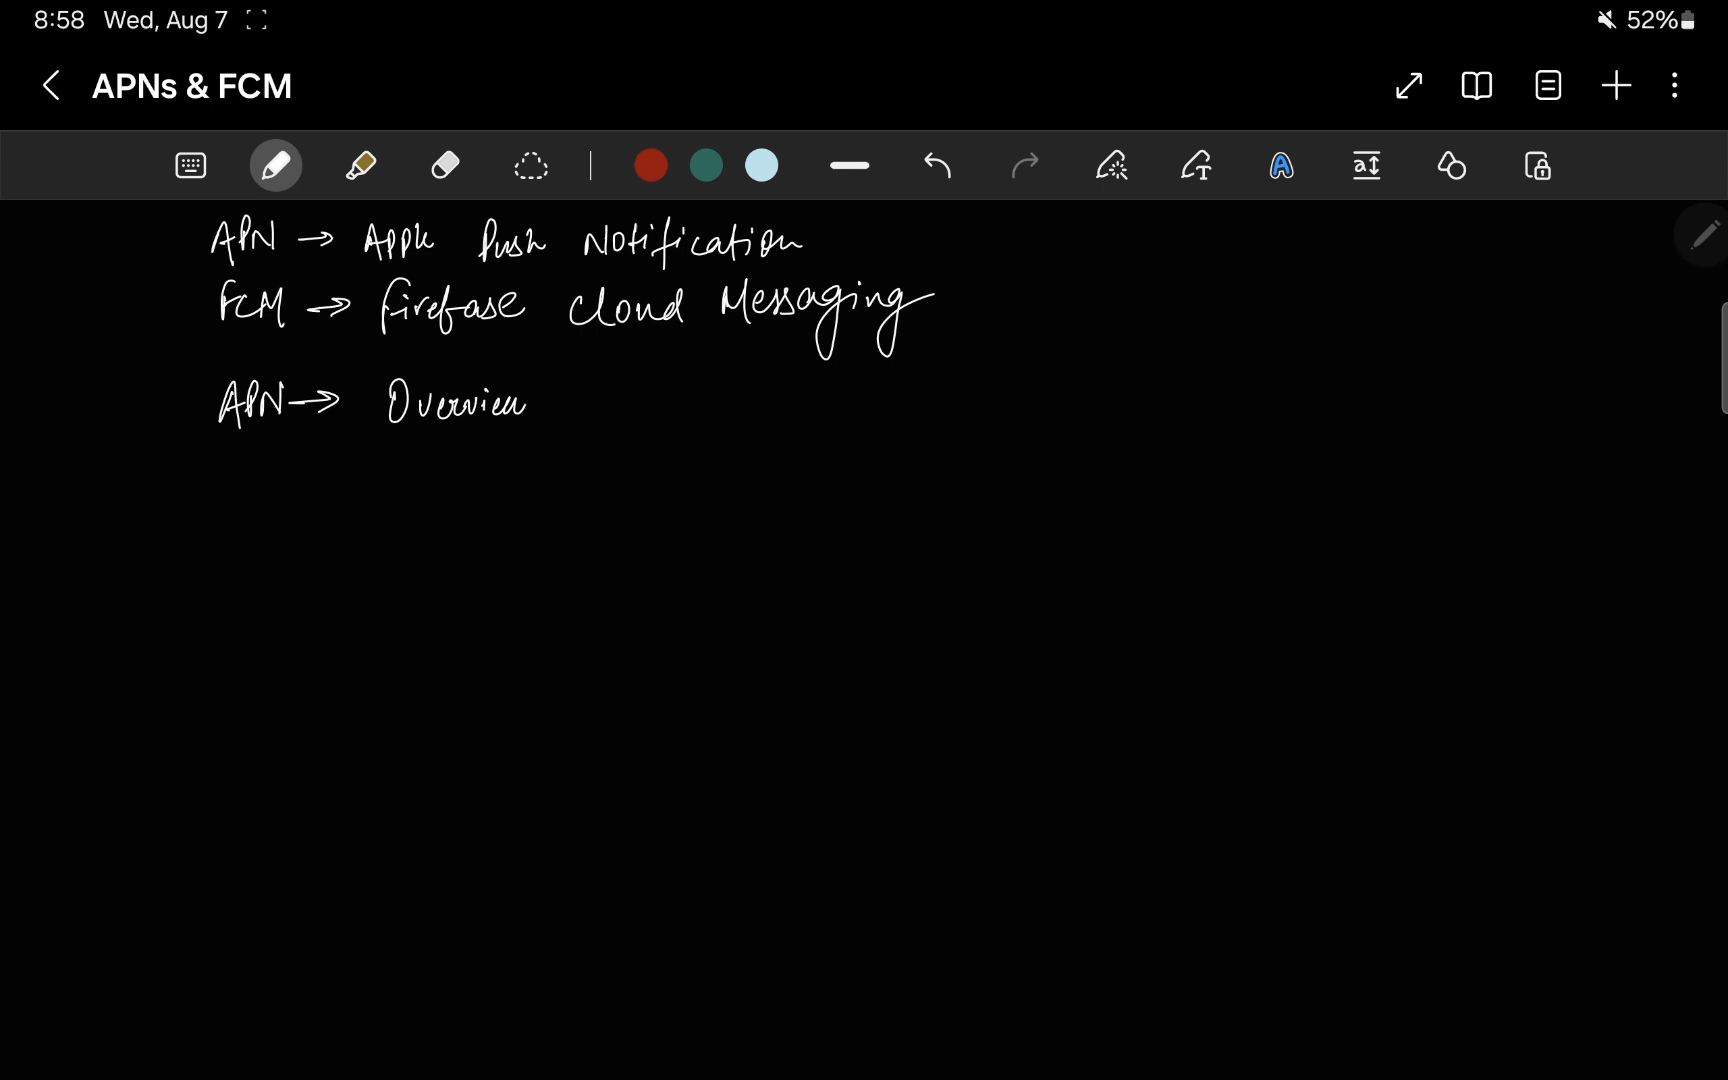 8:58 Wed, Aug 7 52%
APNs & FCM
APN → Apple Push Notification
FCM → Firebase Cloud Messaging
APN → Overview